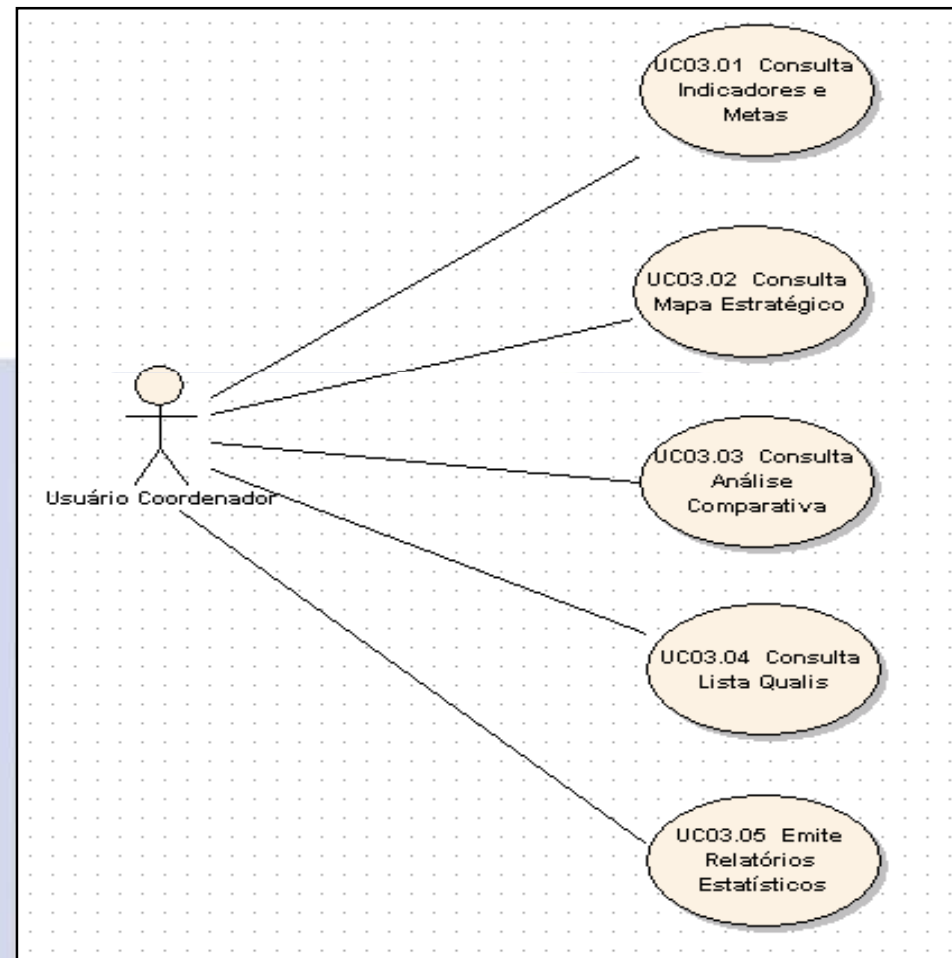 UC03.01 Consulta
Indicadores e
Metas
UC03.02 Consulta
Mapa Estratégico
UC03.03 Consulta
Análise
Comparativa
Usuário Coordenador
UC03.04 Consulta
Lista Qualis
UC03.05 Emite
Relatórios
Estatísticos